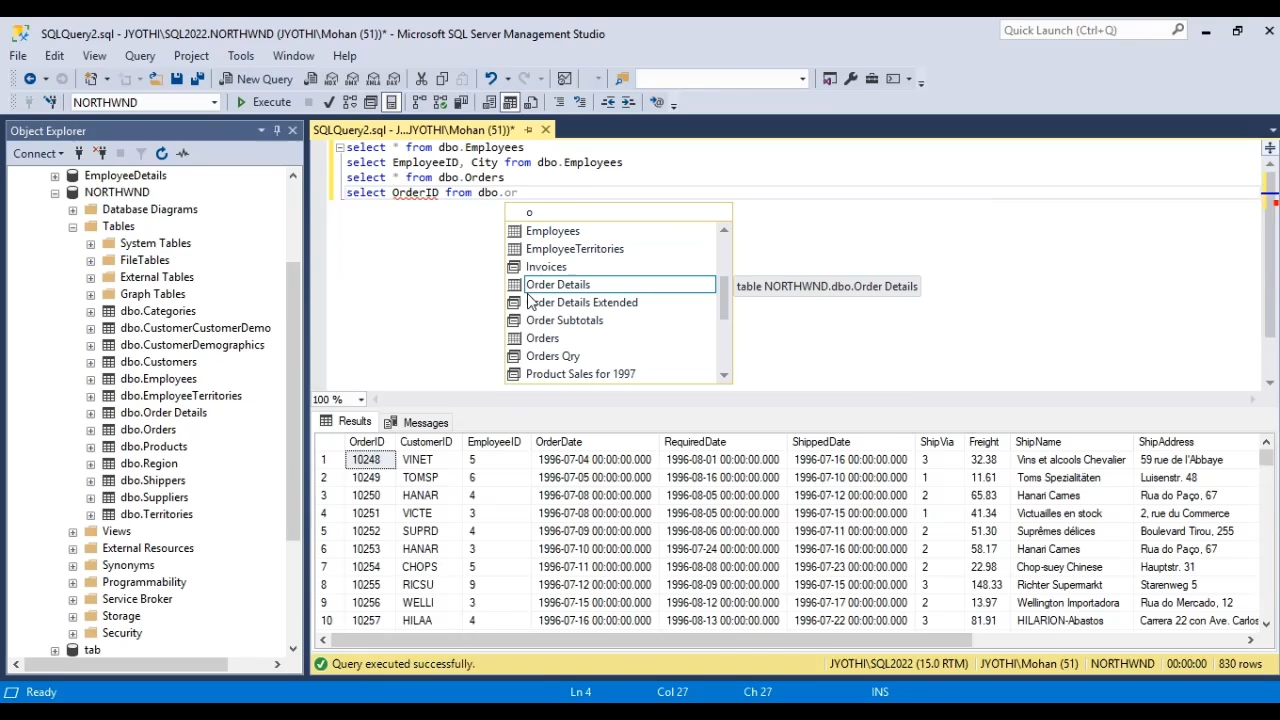 SQLQuery2.sql - JYOTHI\SQL2022.NORTHWND (JYOTHI\Mohan (51))* - Microsoft SQL Server Management Studio
Quick Launch (Ctrl+Q)
File Edit View Query Project Tools Window Help
New Query
NORTHWND
Execute
Object Explorer
Connect
EmployeeDetails
NORTHWND
Database Diagrams
Tables
System Tables
FileTables
External Tables
Graph Tables
dbo.Categories
dbo.CustomerCustomerDemo
dbo.CustomerDemographics
dbo.Customers
dbo.Employees
dbo.EmployeeTerritories
dbo.Order Details
dbo.Orders
dbo.Products
dbo.Region
dbo.Shippers
dbo.Suppliers
dbo.Territories
Views
External Resources
Synonyms
Programmability
Service Broker
Storage
Security
tab
SQLQuery2.sql - J...JYOTHI\Mohan (51))*
select * from dbo.Employees
select EmployeeID, City from dbo.Employees
select * from dbo.Orders
select OrderID from dbo.or
o
Employees
EmployeeTerritories
Invoices
Order Details
table NORTHWND.dbo.Order Details
Order Details Extended
Order Subtotals
Orders
Orders Qry
Product Sales for 1997
100 %
Results Messages
OrderID CustomerID EmployeeID OrderDate RequiredDate ShippedDate ShipVia Freight ShipName ShipAddress
1 10248 VINET 5 1996-07-04 00:00:00.000 1996-08-01 00:00:00.000 1996-07-16 00:00:00.000 3 32.38 Vins et alcools Chevalier 59 rue de l'Abbaye
2 10249 TOMSP 6 1996-07-05 00:00:00.000 1996-08-16 00:00:00.000 1996-07-10 00:00:00.000 1 11.61 Toms Spezialitäten Luisenstr. 48
3 10250 HANAR 4 1996-07-08 00:00:00.000 1996-08-05 00:00:00.000 1996-07-12 00:00:00.000 2 65.83 Hanari Carnes Rua do Paço, 67
4 10251 VICTE 3 1996-07-08 00:00:00.000 1996-08-05 00:00:00.000 1996-07-15 00:00:00.000 1 41.34 Victuailles en stock 2, rue du Commerce
5 10252 SUPRD 4 1996-07-09 00:00:00.000 1996-08-06 00:00:00.000 1996-07-11 00:00:00.000 2 51.30 Suprêmes délices Boulevard Tirou, 255
6 10253 HANAR 3 1996-07-10 00:00:00.000 1996-07-24 00:00:00.000 1996-07-16 00:00:00.000 2 58.17 Hanari Carnes Rua do Paço, 67
7 10254 CHOPS 5 1996-07-11 00:00:00.000 1996-08-08 00:00:00.000 1996-07-23 00:00:00.000 2 22.98 Chop-suey Chinese Hauptstr. 31
8 10255 RICSU 9 1996-07-12 00:00:00.000 1996-08-09 00:00:00.000 1996-07-15 00:00:00.000 3 148.33 Richter Supermarkt Starenweg 5
9 10256 WELLI 3 1996-07-15 00:00:00.000 1996-08-12 00:00:00.000 1996-07-17 00:00:00.000 2 13.97 Wellington Importadora Rua do Mercado, 12
10 10257 HILAA 4 1996-07-16 00:00:00.000 1996-08-13 00:00:00.000 1996-07-22 00:00:00.000 3 81.91 HILARION-Abastos Carrera 22 con Ave. Carlos
Query executed successfully. JYOTHI\SQL2022 (15.0 RTM) JYOTHI\Mohan (51) NORTHWND 00:00:00 830 rows
Ready Ln 4 Col 27 Ch 27 INS